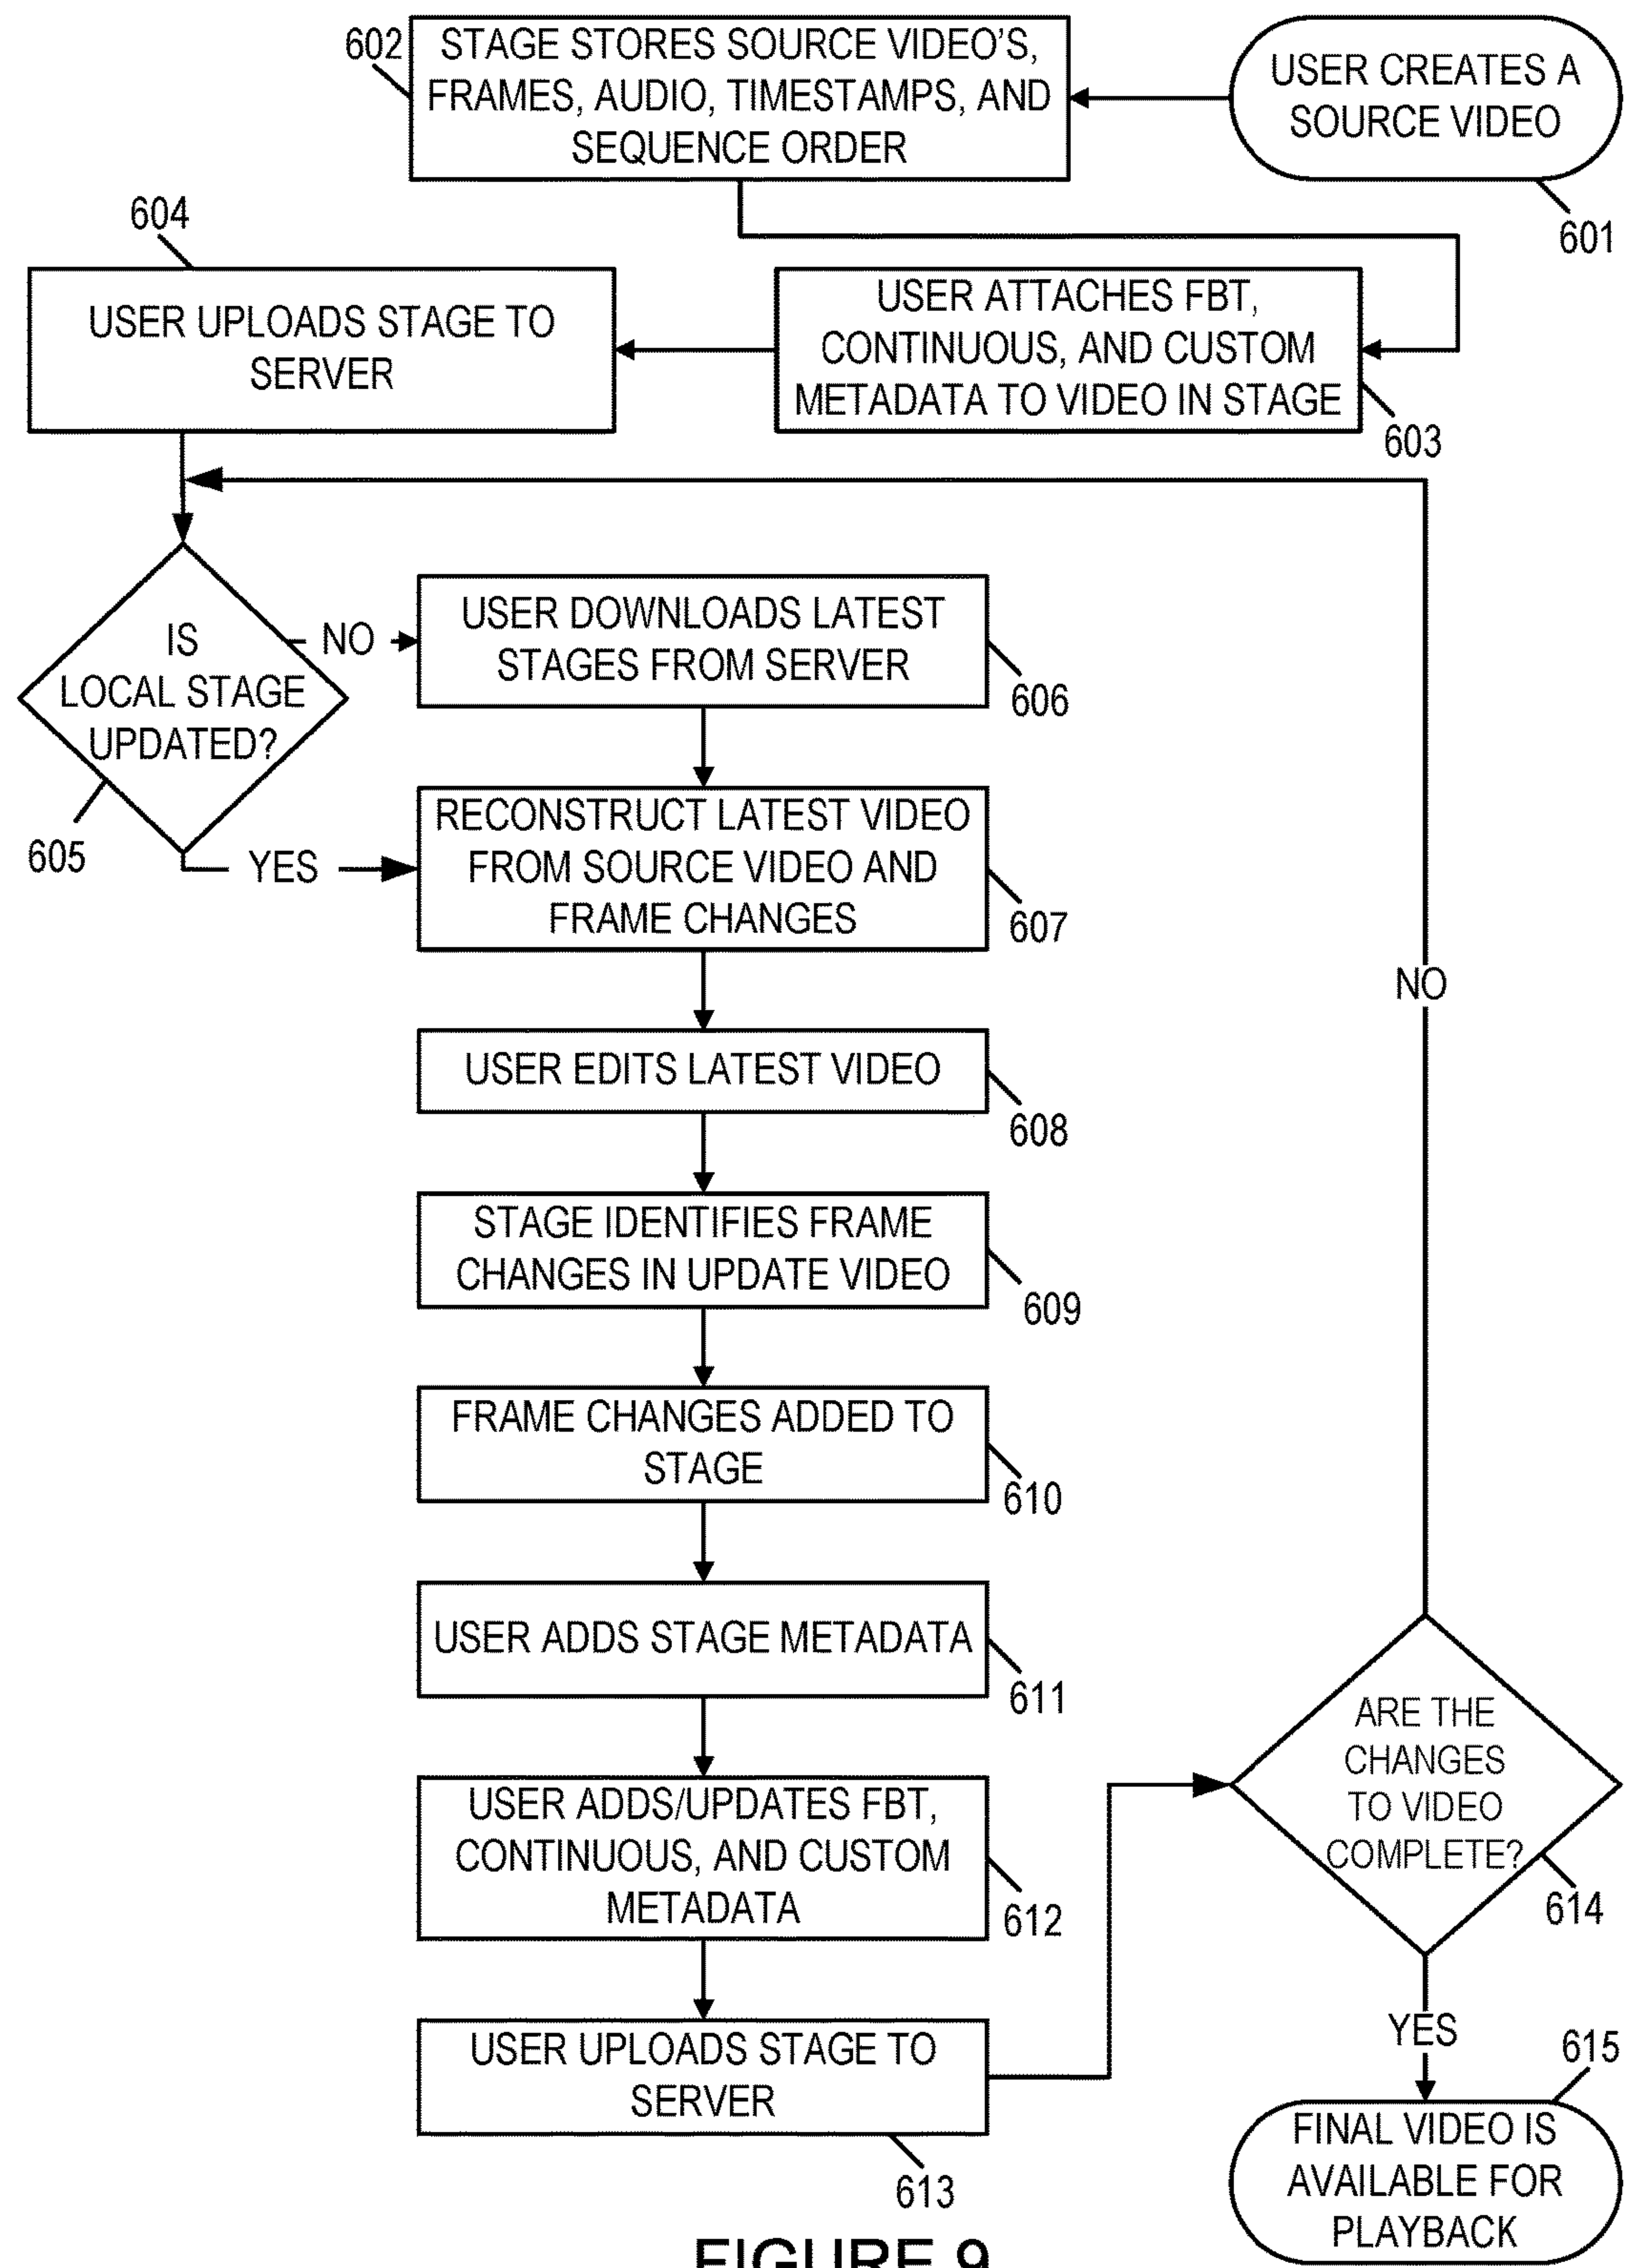 USER CREATES A
SOURCE VIDEO
601
602
STAGE STORES SOURCE VIDEO'S,
FRAMES, AUDIO, TIMESTAMPS, AND
SEQUENCE ORDER
USER ATTACHES FBT,
CONTINUOUS, AND CUSTOM
METADATA TO VIDEO IN STAGE
603
604
USER UPLOADS STAGE TO
SERVER
IS
LOCAL STAGE
UPDATED?
605
NO
YES
USER DOWNLOADS LATEST
STAGES FROM SERVER
606
RECONSTRUCT LATEST VIDEO
FROM SOURCE VIDEO AND
FRAME CHANGES
607
USER EDITS LATEST VIDEO
608
STAGE IDENTIFIES FRAME
CHANGES IN UPDATE VIDEO
609
FRAME CHANGES ADDED TO
STAGE
610
USER ADDS STAGE METADATA
611
USER ADDS/UPDATES FBT,
CONTINUOUS, AND CUSTOM
METADATA
612
USER UPLOADS STAGE TO
SERVER
613
ARE THE
CHANGES
TO VIDEO
COMPLETE?
614
NO
YES
615
FINAL VIDEO IS
AVAILABLE FOR
PLAYBACK
FIGURE 9